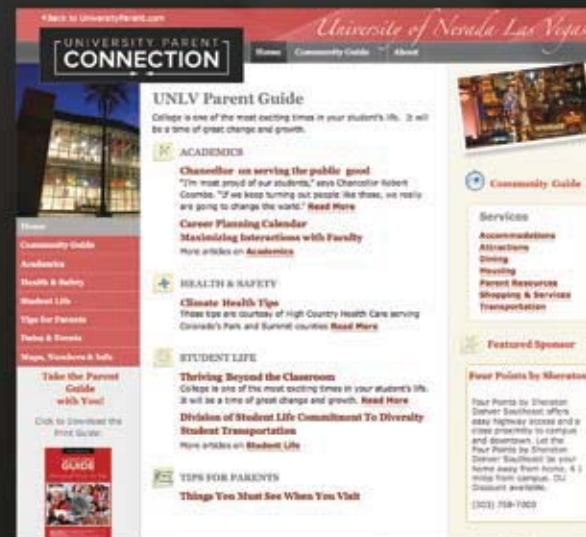 Back to UniversityParent.com
University of Nevada Las Vegas
UNIVERSITY PARENT
CONNECTION
Home Community Guide About
UNLV Parent Guide
College is one of the most exciting times in your student's life. It will
be a time of great change and growth.
ACADEMICS
Chancellor on serving the public good
"I'm most proud of our students," says Chancellor Robert
Coombe. "If we keep turning out people like those, we really
are going to change the world." Read More
Career Planning Calendar
Maximizing Interactions with Faculty
More articles on Academics
HEALTH & SAFETY
Climate Health Tips
These tips are courtesy of High Country Health Care serving
Colorado's Park and Summit counties Read More
STUDENT LIFE
Thriving Beyond the Classroom
College is one of the most exciting times in your student's life.
It will be a time of great change and growth. Read More
Division of Student Life Commitment To Diversity
Student Transportation
More articles on Student Life
TIPS FOR PARENTS
Things You Must See When You Visit
Home
Community Guide
Academics
Health & Safety
Student Life
Tips for Parents
Dates & Events
Maps, Numbers & Info
Take the Parent
Guide
with You!
Click to Download the
Print Guide:
GUIDE
Community Guide
Services
Accommodations
Attractions
Dining
Housing
Parent Resources
Shopping & Services
Transportation
Featured Sponsor
Four Points by Sheraton
Four Points by Sheraton
Denver Southeast offers
easy highway access and a
close proximity to campus
and downtown. Let the
Four Points by Sheraton
Denver Southeast be your
home away from home, 4.1
miles from campus. DU
Discount available.
(303) 758-7000